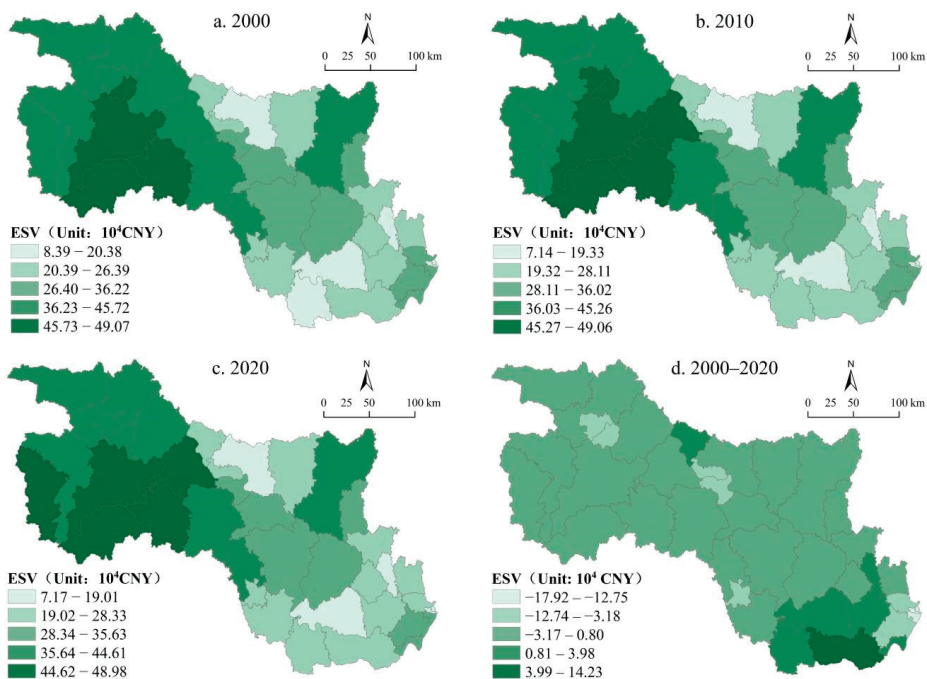 a. 2000
N
0 25 50 100 km
ESV（Unit：10⁴CNY）
8.39 – 20.38
20.39 – 26.39
26.40 – 36.22
36.23 – 45.72
45.73 – 49.07
b. 2010
N
0 25 50 100 km
ESV（Unit：10⁴CNY）
7.14 – 19.33
19.32 – 28.11
28.11 – 36.02
36.03 – 45.26
45.27 – 49.06
c. 2020
N
0 25 50 100 km
ESV（Unit：10⁴CNY）
7.17 – 19.01
19.02 – 28.33
28.34 – 35.63
35.64 – 44.61
44.62 – 48.98
d. 2000–2020
N
0 25 50 100 km
ESV（Unit: 10⁴ CNY）
−17.92 – −12.75
−12.74 – −3.18
−3.17 – 0.80
0.81 – 3.98
3.99 – 14.23